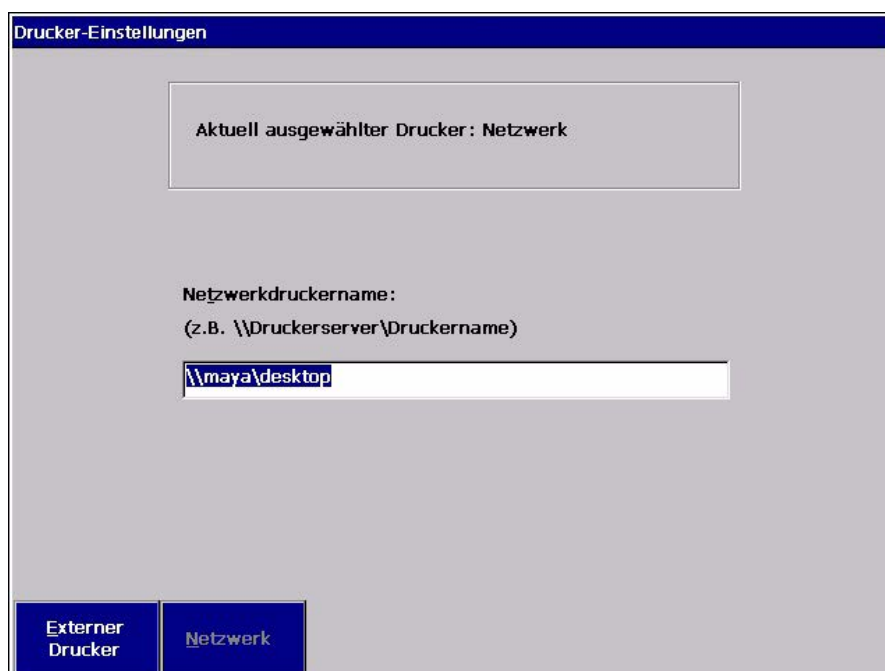 Drucker-Einstellungen
Aktuell ausgewählter Drucker: Netzwerk
Netzwerkdruckername:
(z.B. \\Druckerserver\Druckername)
\\maya\desktop
Externer
Drucker
Netzwerk